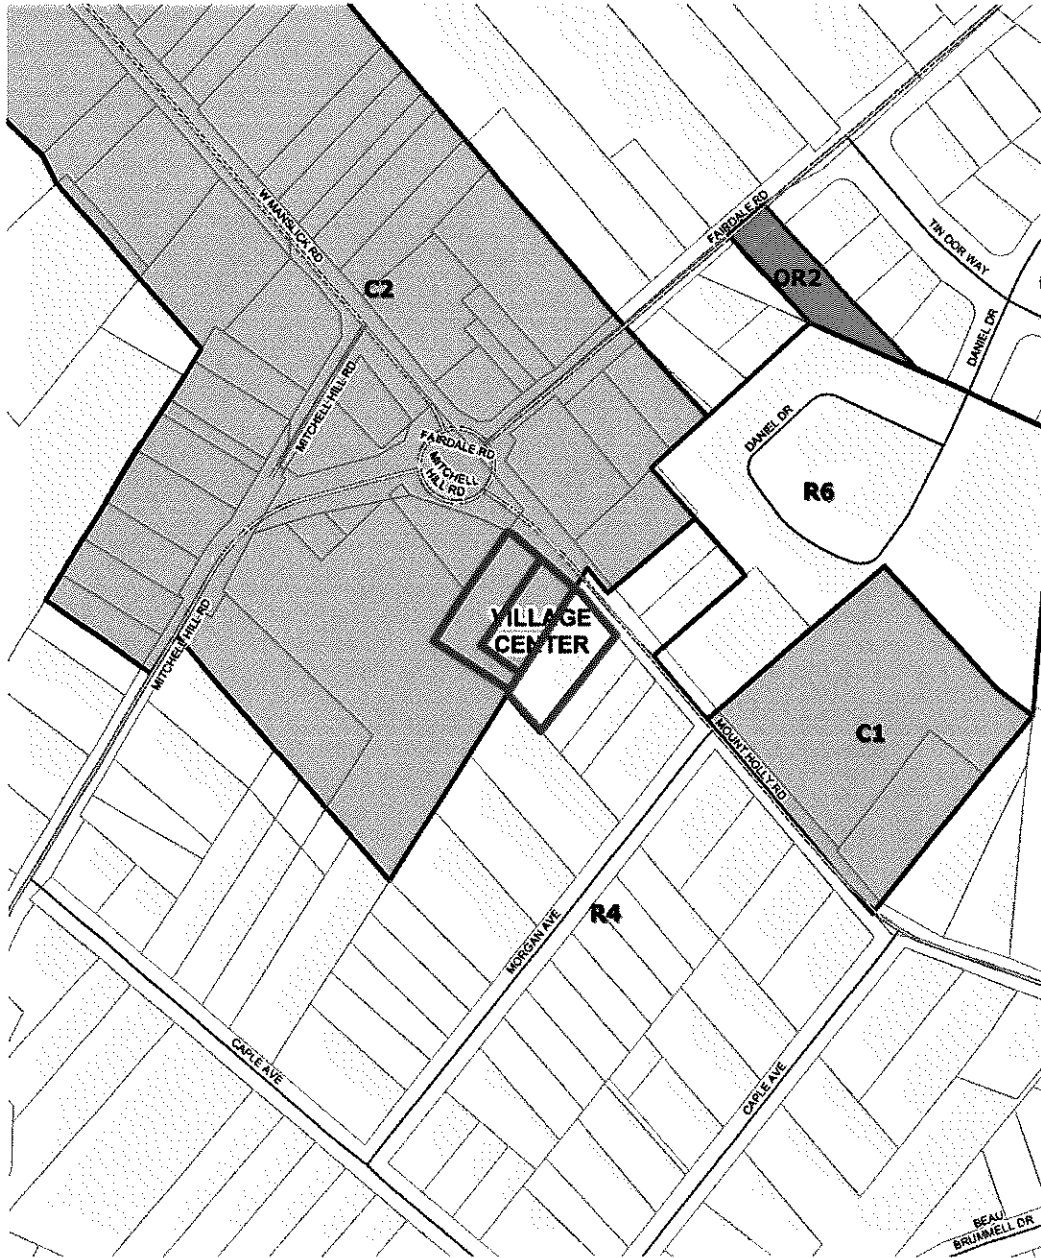 W MANSLICK RD
C2
FAIRDALE RD
OR2
TIN DOR WAY
DANIEL DR
MITCHELL HILL RD
FAIRDALE RD
MITCHELL
HILL RD
DANIEL DR
R6
VILLAGE
CENTER
MITCHELL HILL RD
C1
MOUNT HOLLY RD
R4
MORGAN AVE
CAPLE AVE
CAPLE AVE
BEAU
BRUMMELL DR